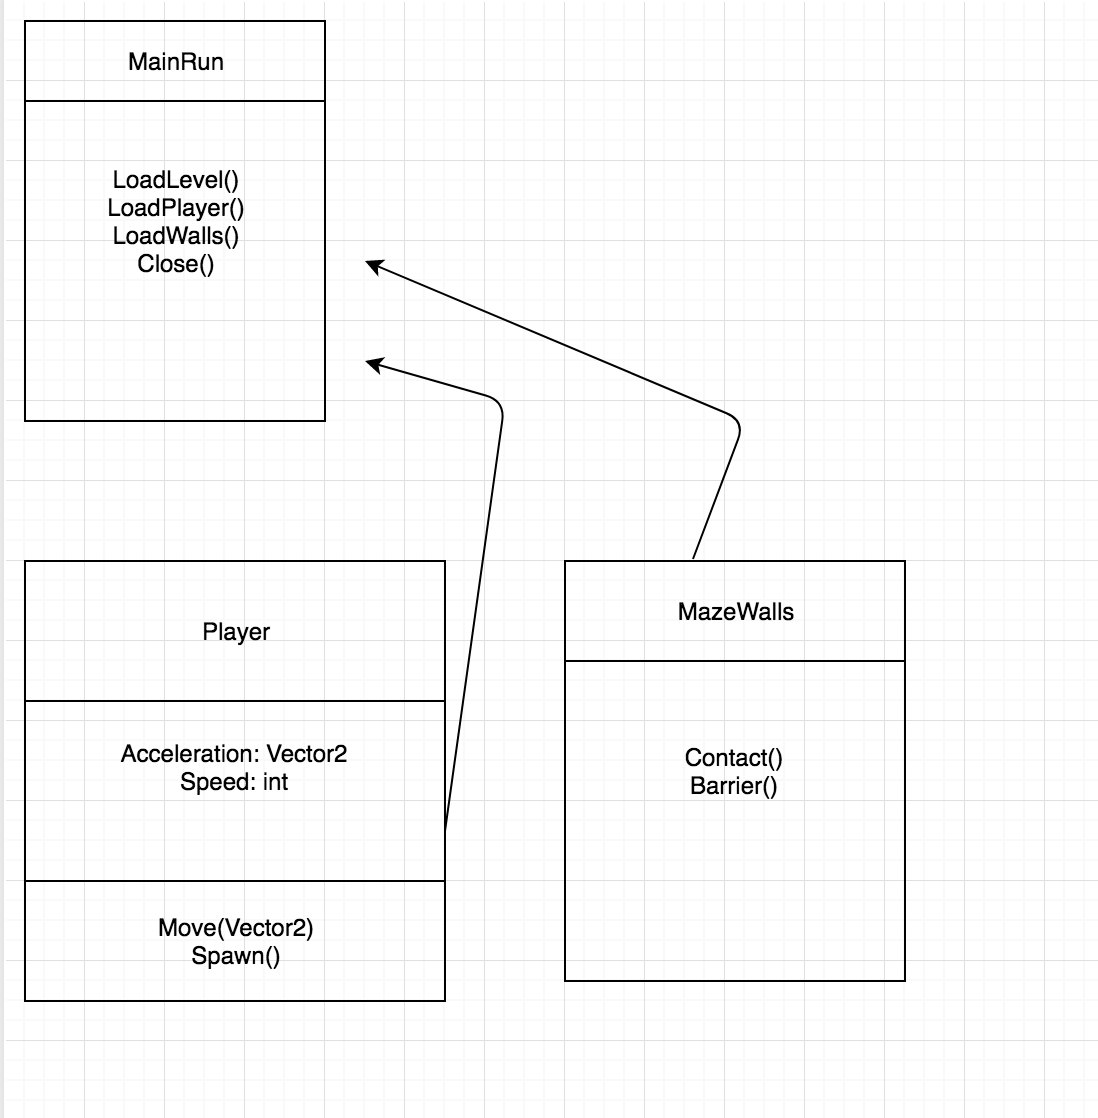 MainRun
LoadLevel()
LoadPlayer()
LoadWalls()
Close()
Player
Acceleration: Vector2
Speed: int
Move(Vector2)
Spawn()
MazeWalls
Contact()
Barrier()